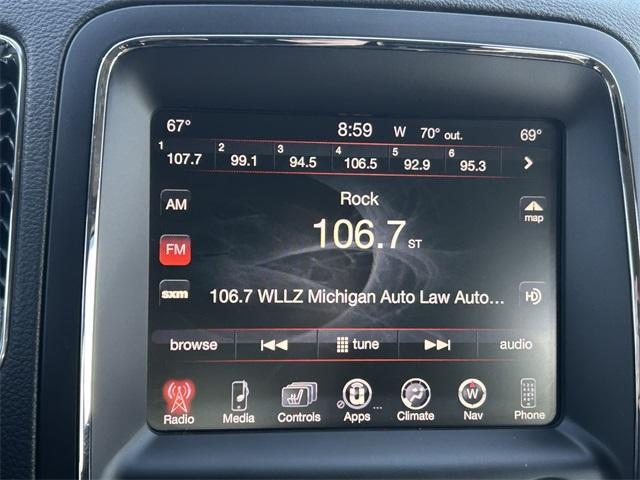 67° 8:59 W 70° out. 69°
1 107.7 2 99.1 3 94.5 4 106.5 5 92.9 6 95.3
AM Rock map
106.7 ST
FM
sxm 106.7 WLLZ Michigan Auto Law Auto... HD
browse tune audio
Radio Media Controls Apps Climate W Nav Phone